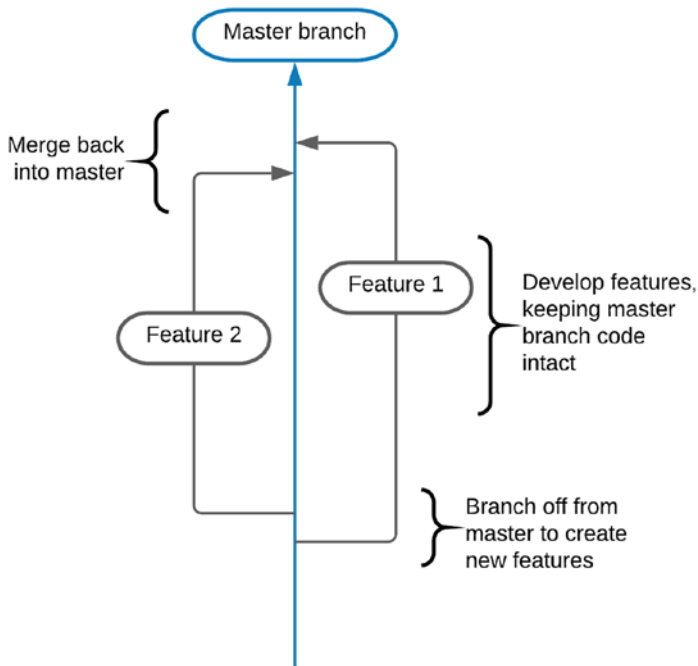 Master branch
Merge back
into master
Feature 1
Develop features,
keeping master
branch code
intact
Feature 2
Branch off from
master to create
new features